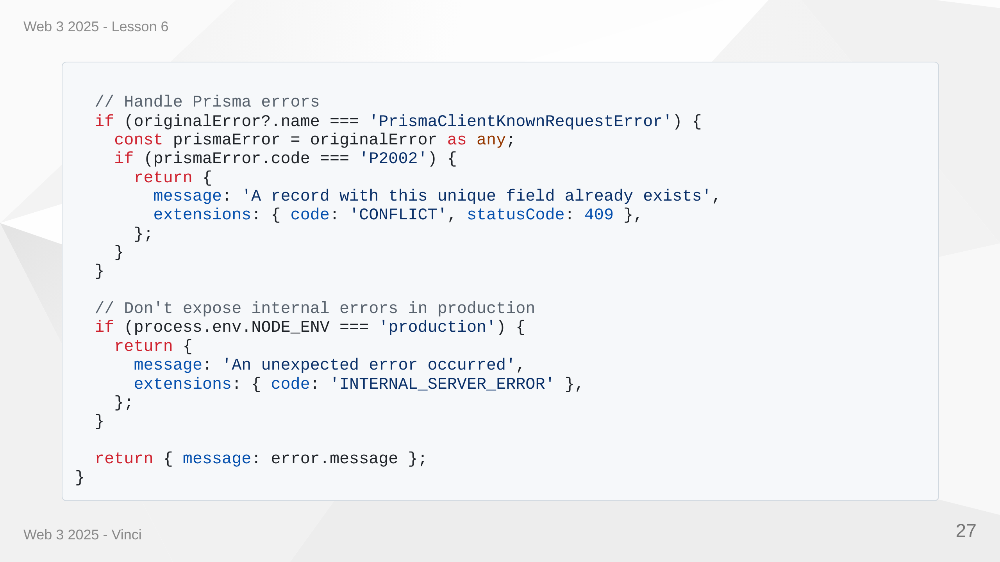 Web 3 2025 - Lesson 6
// Handle Prisma errors
if (originalError?.name === 'PrismaClientKnownRequestError') {
const prismaError = originalError as any;
if (prismaError.code === 'P2002') {
return {
message: 'A record with this unique field already exists',
extensions: { code: 'CONFLICT', statusCode: 409 },
};
}
}
// Don't expose internal errors in production
if (process.env.NODE_ENV === 'production') {
return {
message: 'An unexpected error occurred',
extensions: { code: 'INTERNAL_SERVER_ERROR' },
};
}
return { message: error.message };
}
Web 3 2025 - Vinci
27